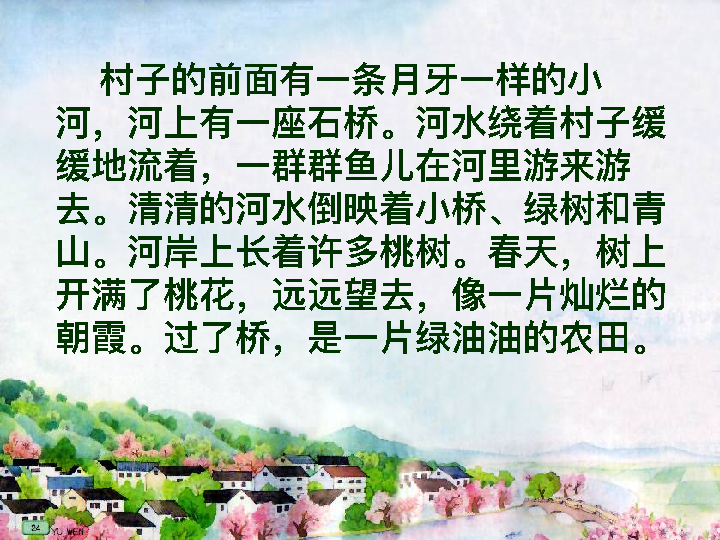 村子的前面有一条月牙一样的小
河，河上有一座石桥。河水绕着村子缓
缓地流着，一群群鱼儿在河里游来游
去。清清的河水倒映着小桥、绿树和青
山。河岸上长着许多桃树。春天，树上
开满了桃花，远远望去，像一片灿烂的
朝霞。过了桥，是一片绿油油的农田。
24
YU WEN